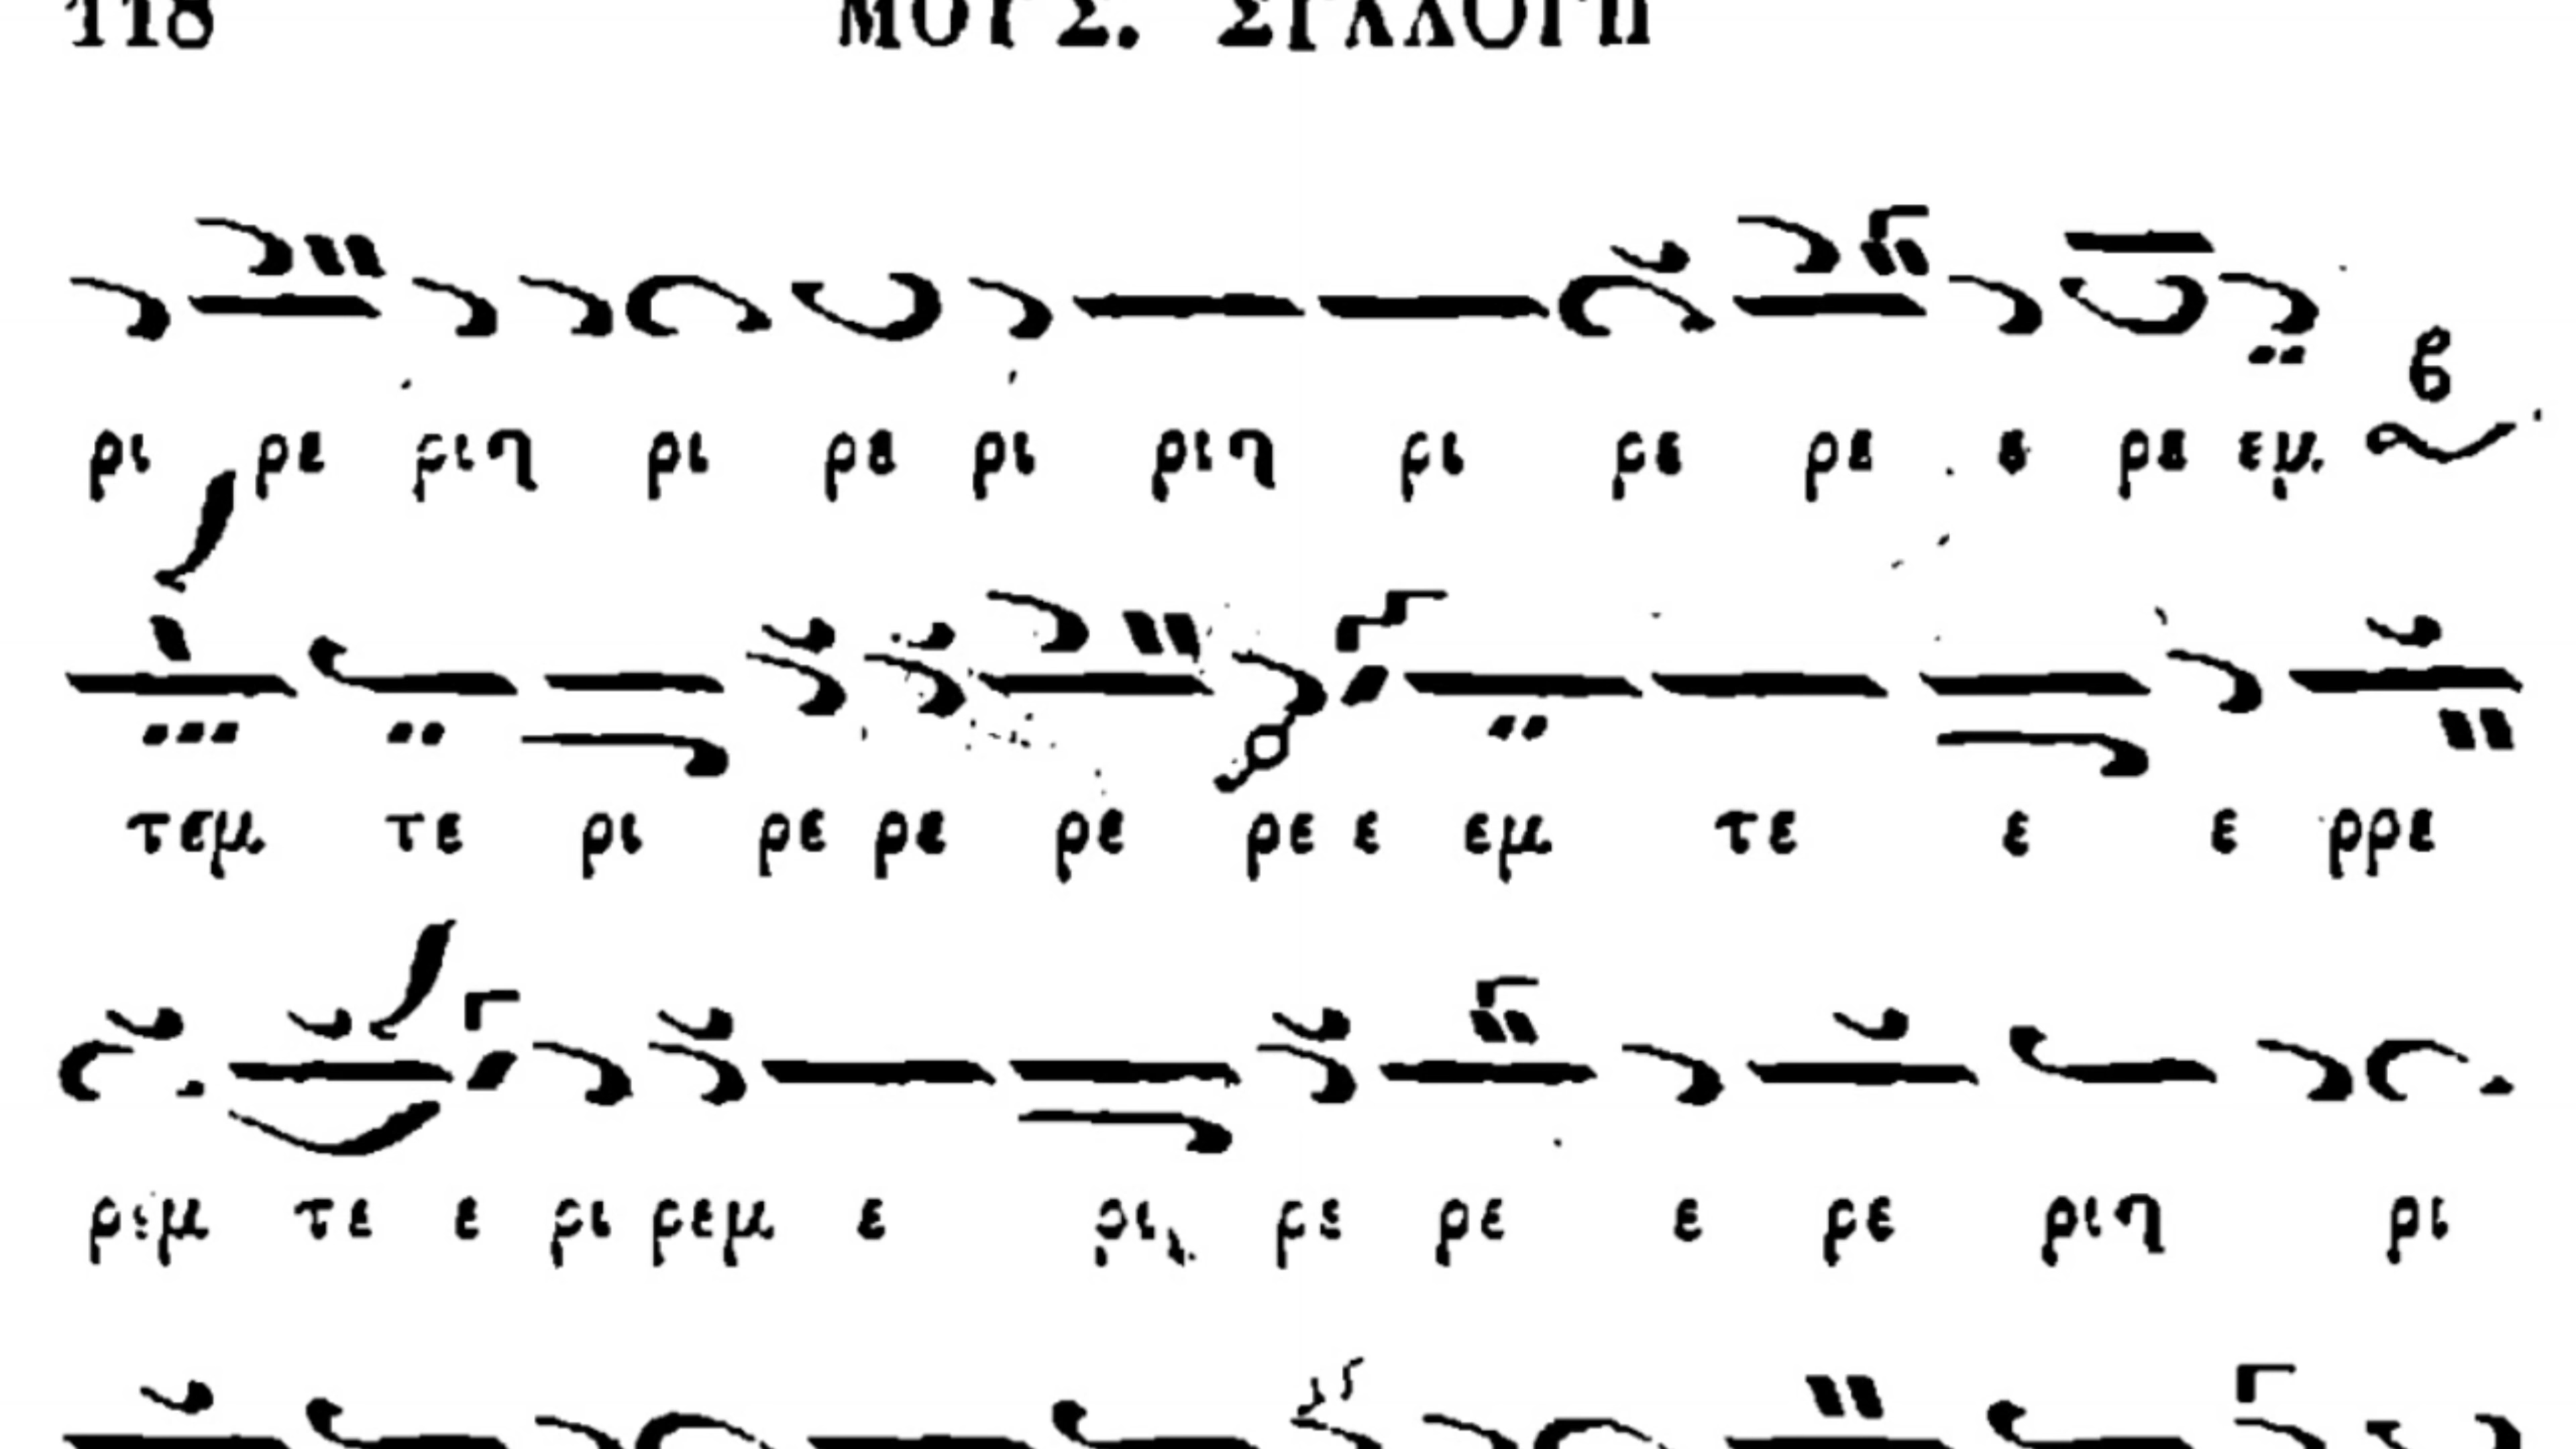 118 ΜΟΥΣ. ΣΥΛΛΟΓΗ
ρι ρε ριη ρι ρε ρι ριη ρι ρε ρε ε ρε εμ
τεμ τε ρι ρε ρε ρε ρε ε εμ τε ε ε ρρε
ριμ τε ε ρι ρεμ ε ρι ρε ρε ε ρε ριη ρι